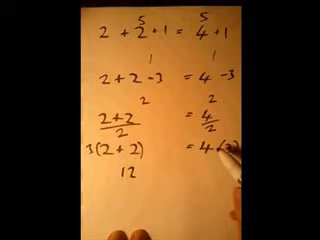 5 5
2 + 2 + 1 = 4 + 1
1 1
2 + 2 - 3 = 4 - 3
2 2
2 + 2 / 2 = 4 / 2
3(2 + 2) = 4 (3)
12